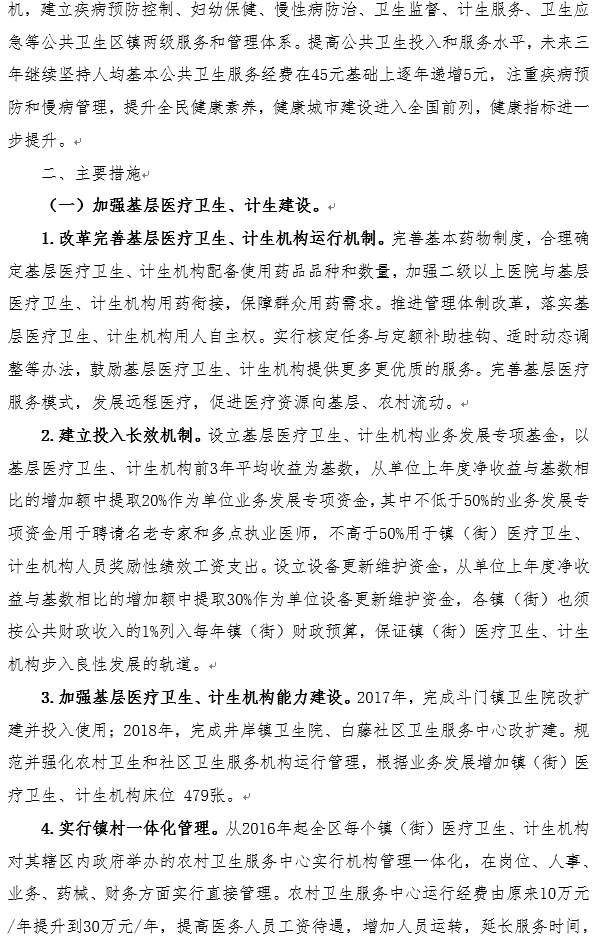 机，建立疾病预防控制、妇幼保健、慢性病防治、卫生监督、计生服务、卫生应
急等公共卫生区镇两级服务和管理体系。提高公共卫生投入和服务水平，未来三
年继续坚持人均基本公共卫生服务经费在45元基础上逐年递增5元，注重疾病预
防和慢病管理，提升全民健康素养，健康城市建设进入全国前列，健康指标进一
步提升。
二、主要措施
（一）加强基层医疗卫生、计生建设。
1.改革完善基层医疗卫生、计生机构运行机制。完善基本药物制度，合理确
定基层医疗卫生、计生机构配备使用药品品种和数量，加强二级以上医院与基层
医疗卫生、计生机构用药衔接，保障群众用药需求。推进管理体制改革，落实基
层医疗卫生、计生机构用人自主权。实行核定任务与定额补助挂钩、适时动态调
整等办法，鼓励基层医疗卫生、计生机构提供更多更优质的服务。完善基层医疗
服务模式，发展远程医疗，促进医疗资源向基层、农村流动。
2.建立投入长效机制。设立基层医疗卫生、计生机构业务发展专项基金，以
基层医疗卫生、计生机构前3年平均收益为基数，从单位上年度净收益与基数相
比的增加额中提取20%作为单位业务发展专项资金，其中不低于50%的业务发展专
项资金用于聘请名老专家和多点执业医师，不高于50%用于镇（街）医疗卫生、
计生机构人员奖励性绩效工资支出。设立设备更新维护资金，从单位上年度净收
益与基数相比的增加额中提取30%作为单位设备更新维护资金，各镇（街）也须
按公共财政收入的1%列入每年镇（街）财政预算，保证镇（街）医疗卫生、计生
机构步入良性发展的轨道。
3.加强基层医疗卫生、计生机构能力建设。2017年，完成斗门镇卫生院改扩
建并投入使用；2018年，完成井岸镇卫生院、白藤社区卫生服务中心改扩建。规
范并强化农村卫生和社区卫生服务机构运行管理，根据业务发展增加镇（街）医
疗卫生、计生机构床位 479张。
4.实行镇村一体化管理。从2016年起全区每个镇（街）医疗卫生、计生机构
对其辖区内政府举办的农村卫生服务中心实行机构管理一体化，在岗位、人事、
业务、药械、财务方面实行直接管理。农村卫生服务中心运行经费由原来10万元
/年提升到30万元/年，提高医务人员工资待遇，增加人员运转，延长服务时间，